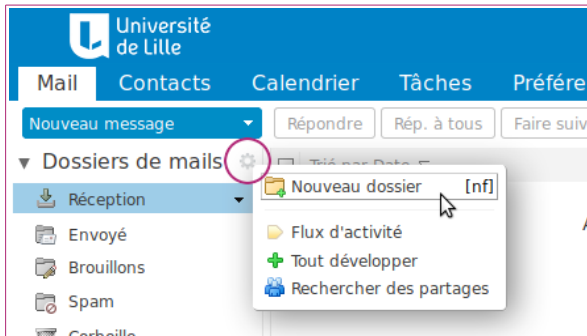 Université
de Lille
Mail Contacts Calendrier Tâches Préfére
Nouveau message Répondre Rép. à tous Faire suiv
Dossiers de mails
Trié par Date
Réception
Nouveau dossier [nf]
Envoyé
Flux d'activité
Brouillons
Tout développer
Spam
Rechercher des partages
Corbeille